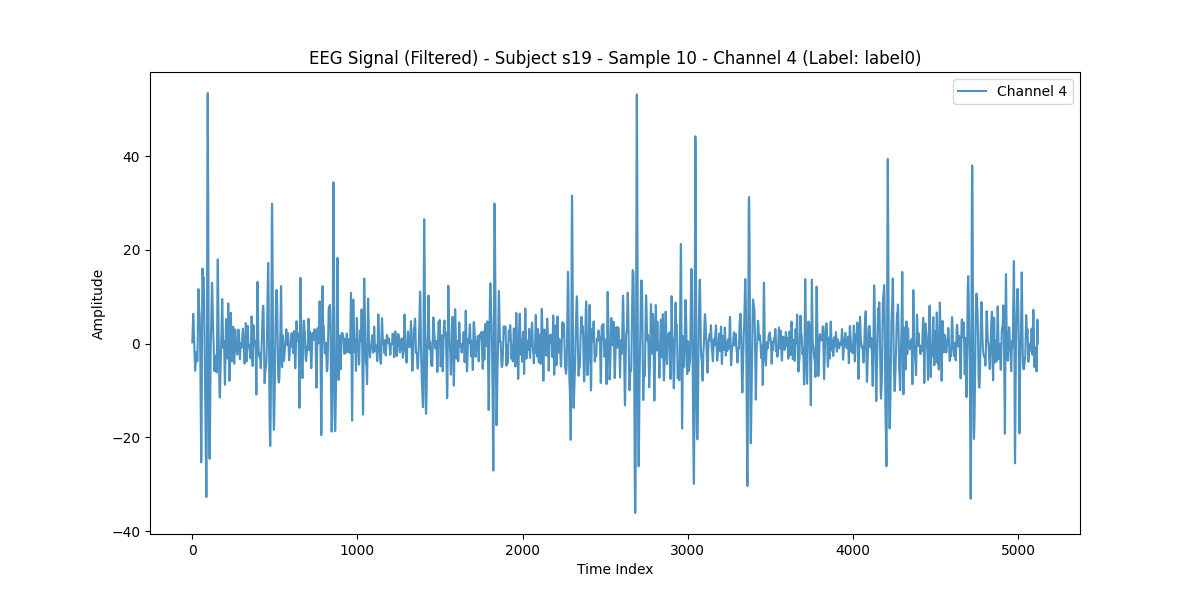 EEG Signal (Filtered) - Subject s19 - Sample 10 - Channel 4 (Label: label0)
Channel 4
40
20
0
−20
−40
Amplitude
0 1000 2000 3000 4000 5000
Time Index